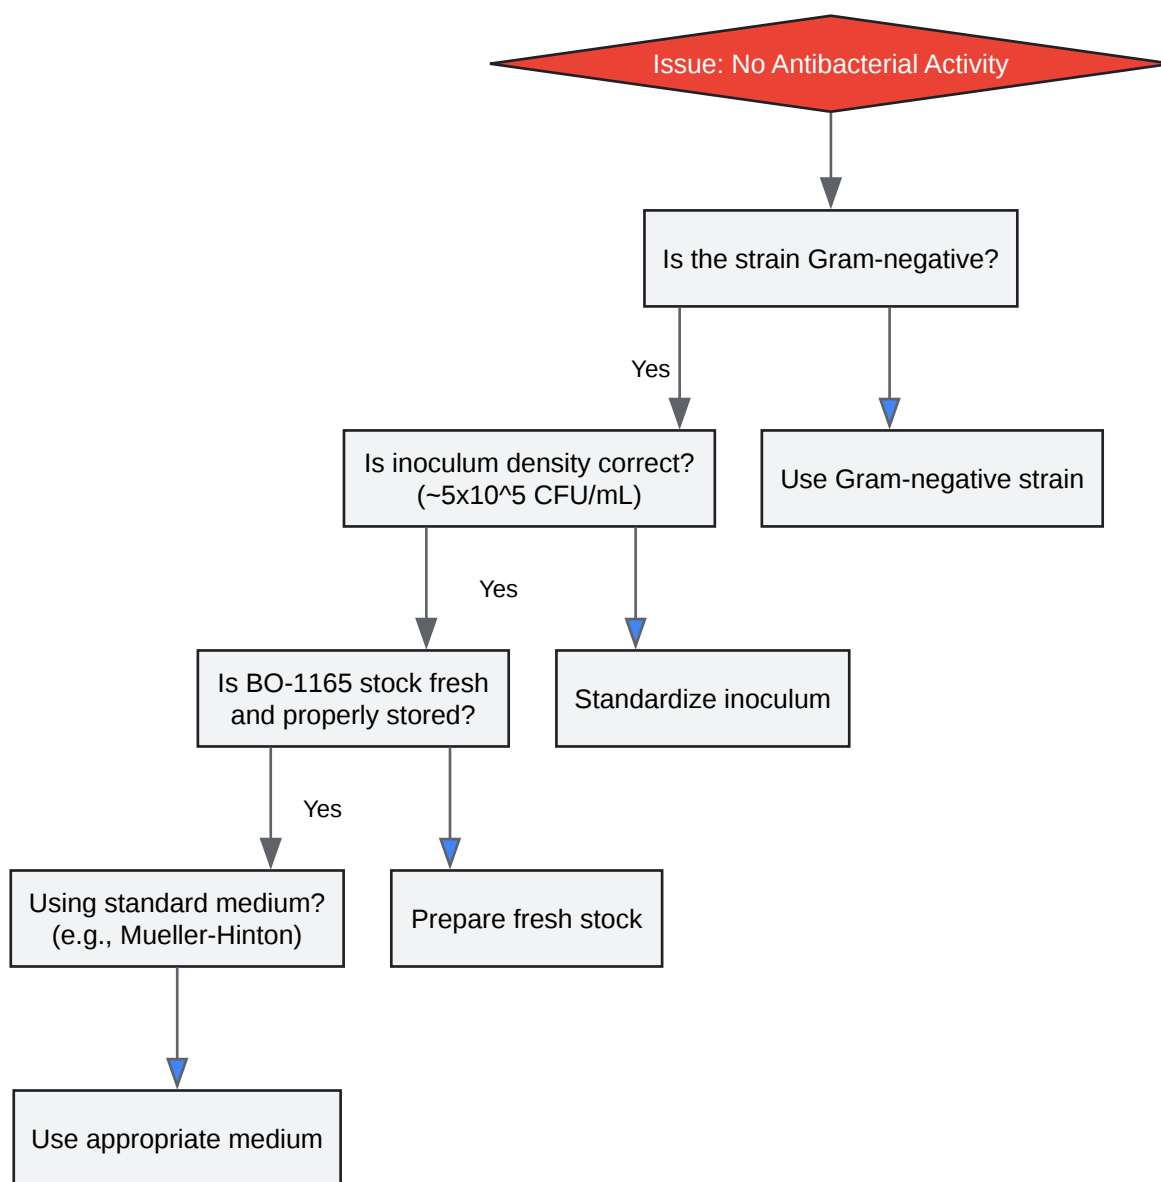 Issue: No Antibacterial Activity
Is the strain Gram-negative?
Yes
Is inoculum density correct?
(~5x10^5 CFU/mL)
Use Gram-negative strain
Yes
Is BO-1165 stock fresh
and properly stored?
Standardize inoculum
Yes
Using standard medium?
(e.g., Mueller-Hinton)
Prepare fresh stock
Use appropriate medium